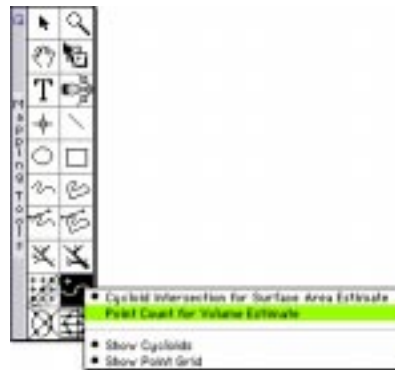 Mapping Tools
T
Cycloid Intersection for Surface Area Estimate
Point Count for Volume Estimate
Show Cycloids
Show Point Grid